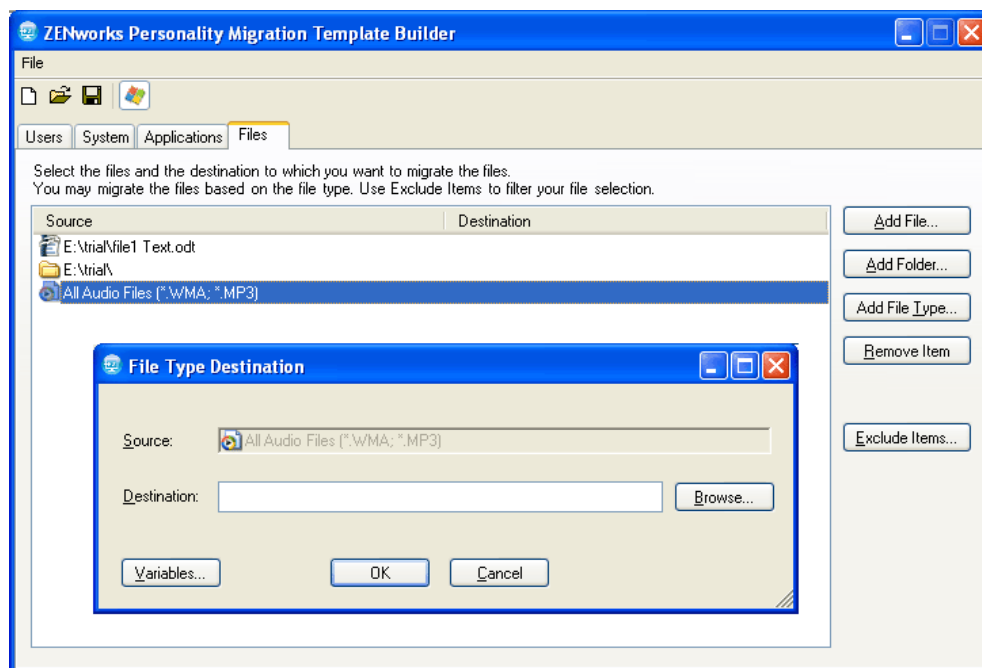 ZENworks Personality Migration Template Builder
File
Users System Applications Files
Select the files and the destination to which you want to migrate the files.
You may migrate the files based on the file type. Use Exclude Items to filter your file selection.
Source Destination
E:\trial\file1 Text.odt
E:\trial\
All Audio Files (*.WMA; *.MP3)
Add File...
Add Folder...
Add File Type...
Remove Item
Exclude Items...
File Type Destination
Source: All Audio Files (*.WMA; *.MP3)
Destination: Browse...
Variables... OK Cancel